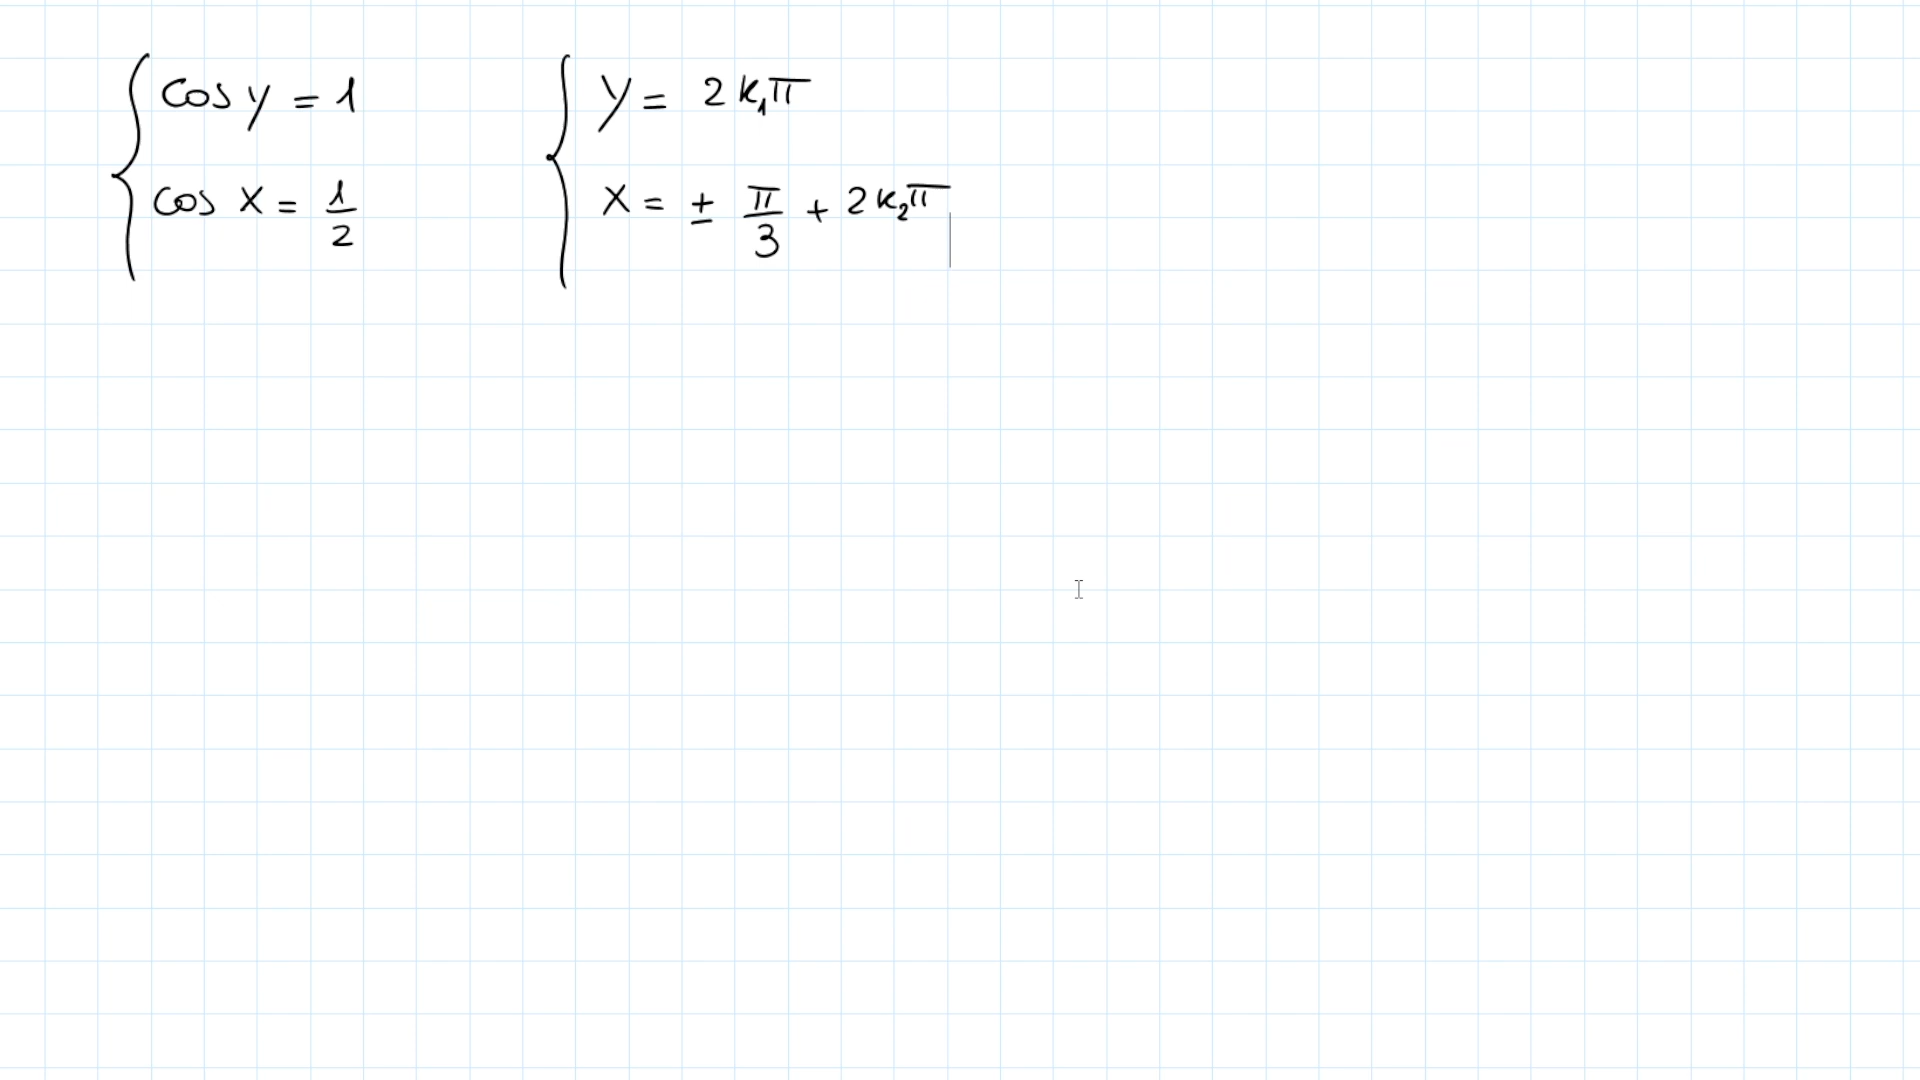 { cos y = 1
cos x = 1/2
{ y = 2k₁π
x = ± π/3 + 2k₂π